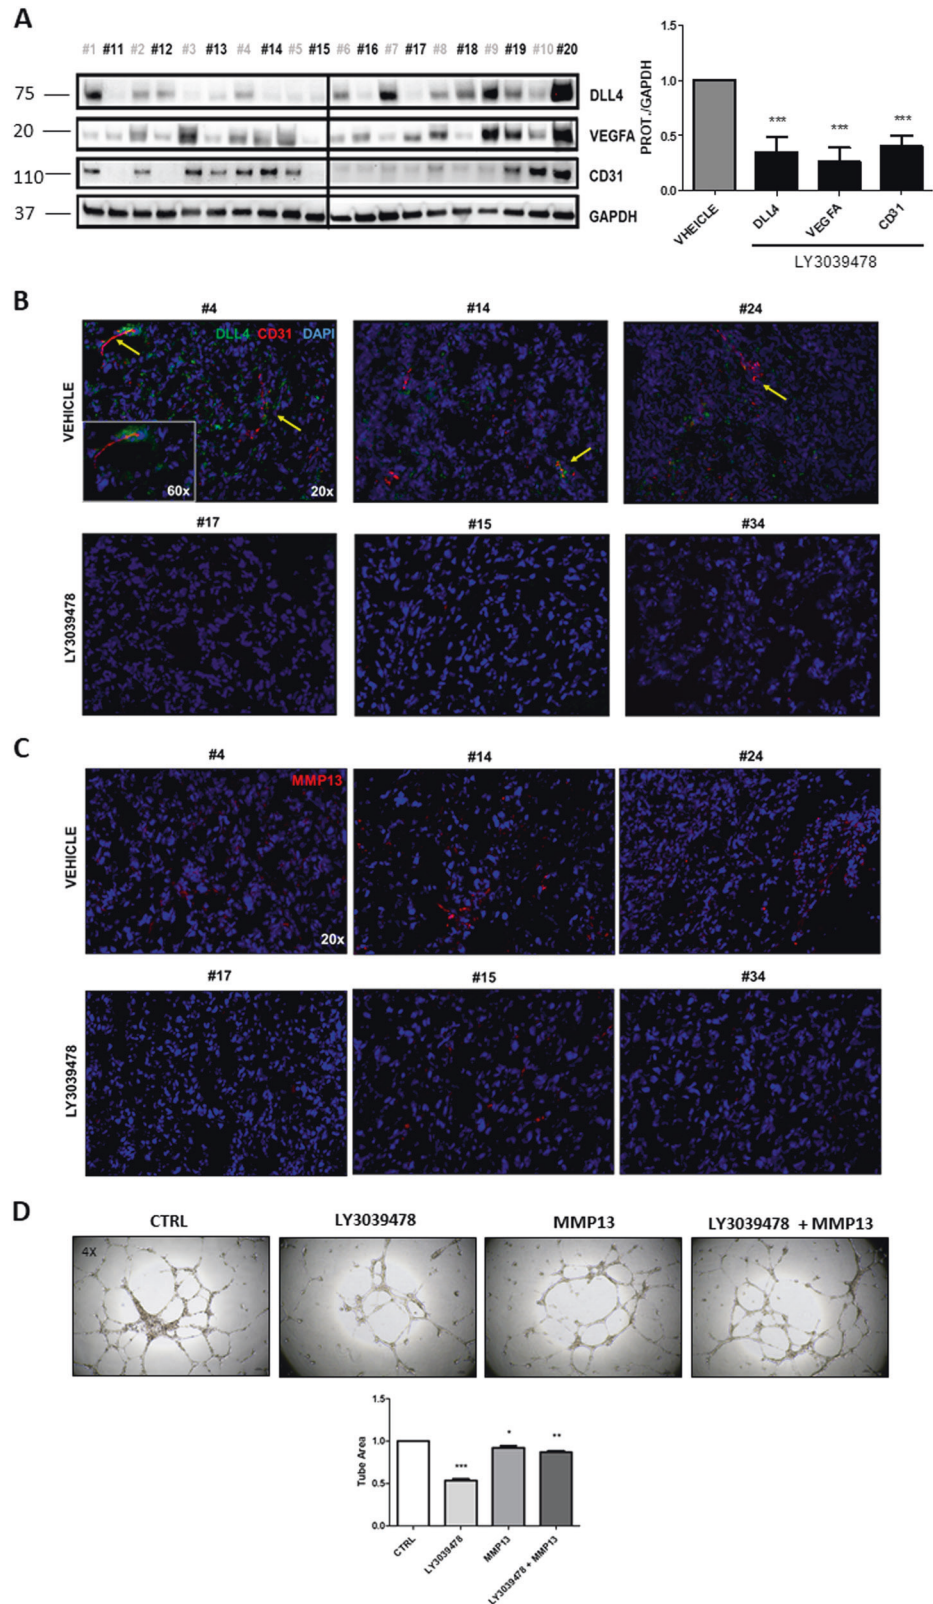 A
#1 #11 #2 #12 #3 #13 #4 #14 #5 #15 #6 #16 #7 #17 #8 #18 #9 #19 #10 #20
75
DLL4
20
VEGFA
110
CD31
37
GAPDH
PROT./GAPDH
1.5
1.0
0.5
0.0
*** *** ***
VHEICLE DLL4 VEGFA CD31
LY3039478
B
#4 #14 #24
VEHICLE
DLL4 CD31 DAPI
60x 20x
#17 #15 #34
LY3039478
C
#4 #14 #24
VEHICLE
MMP13
20x
#17 #15 #34
LY3039478
D
CTRL LY3039478 MMP13 LY3039478 + MMP13
4X
Tube Area
1.5
1.0
0.5
0.0
*** * **
CTRL LY3039478 MMP13 LY3039478 + MMP13